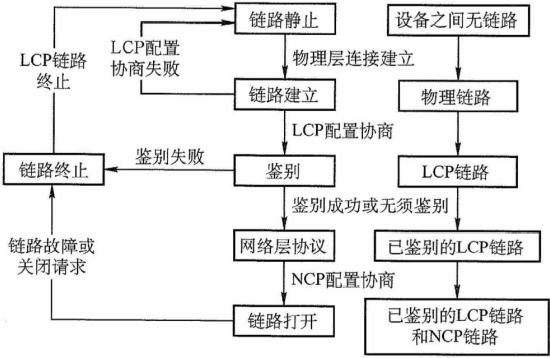 链路静止
设备之间无链路
LCP配置
协商失败
LCP链路
终止
物理层连接建立
链路建立
物理链路
LCP配置协商
鉴别失败
链路终止
鉴别
LCP链路
鉴别成功或无须鉴别
链路故障或
关闭请求
网络层协议
已鉴别的LCP链路
NCP配置协商
链路打开
已鉴别的LCP链路
和NCP链路